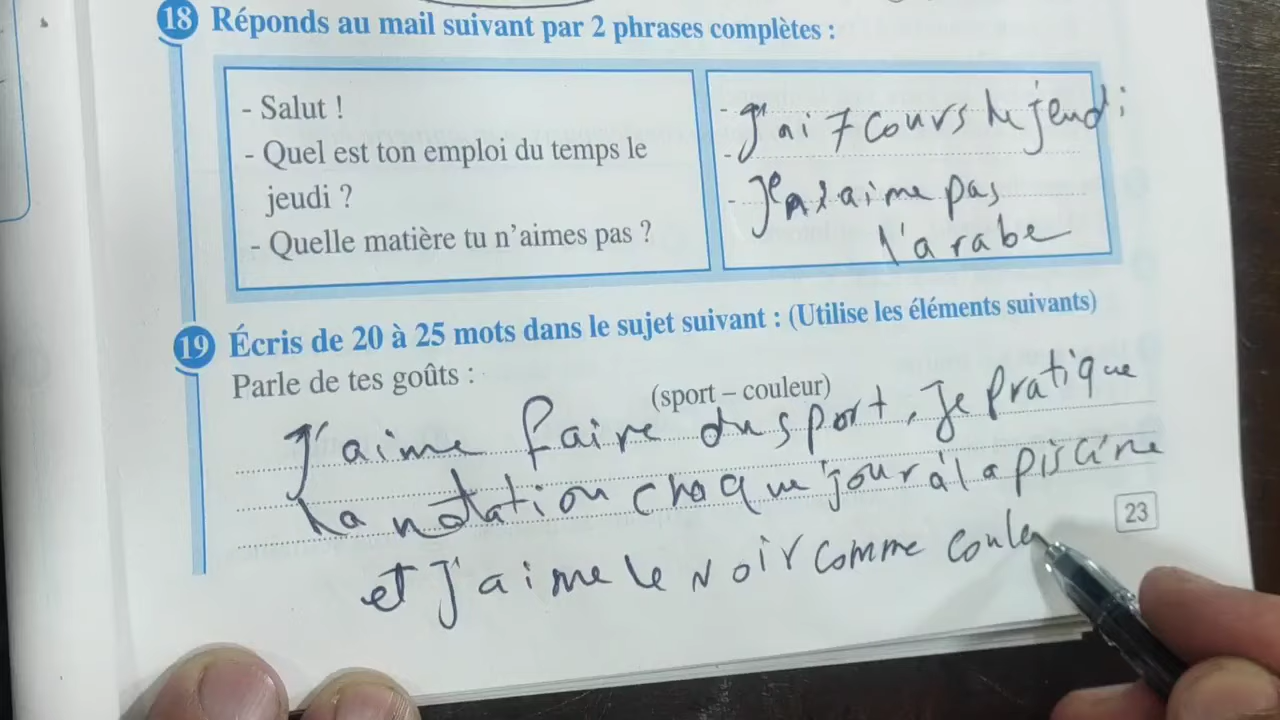 18 Réponds au mail suivant par 2 phrases complètes :
- Salut !
- Quel est ton emploi du temps le
jeudi ?
- Quelle matière tu n'aimes pas ?
- J'ai 7 cours le jeudi
-
- Je n'aime pas
l'arabe
19 Écris de 20 à 25 mots dans le sujet suivant : (Utilise les éléments suivants)
Parle de tes goûts :
(sport – couleur)
J'aime faire du sport, Je pratique
la natation chaque jour à la piscine
et J'aime le noir comme coule
23